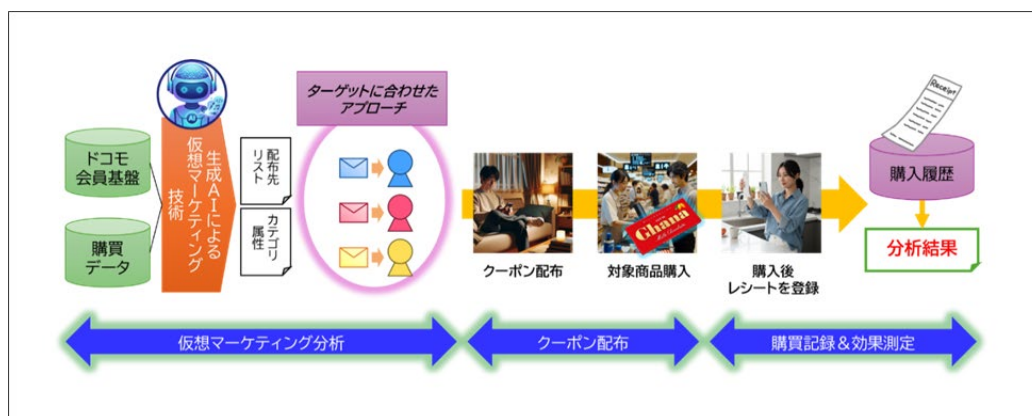 ドコモ
会員基盤
購買
データ
AI
生成AIによる
仮想マーケティング
技術
配布先
リスト
カテゴリ
属性
ターゲットに合わせた
アプローチ
クーポン配布
Ghana
Milk Chocolate
対象商品購入
購入後
レシートを登録
Receipt
購入履歴
分析結果
仮想マーケティング分析
クーポン配布
購買記録＆効果測定